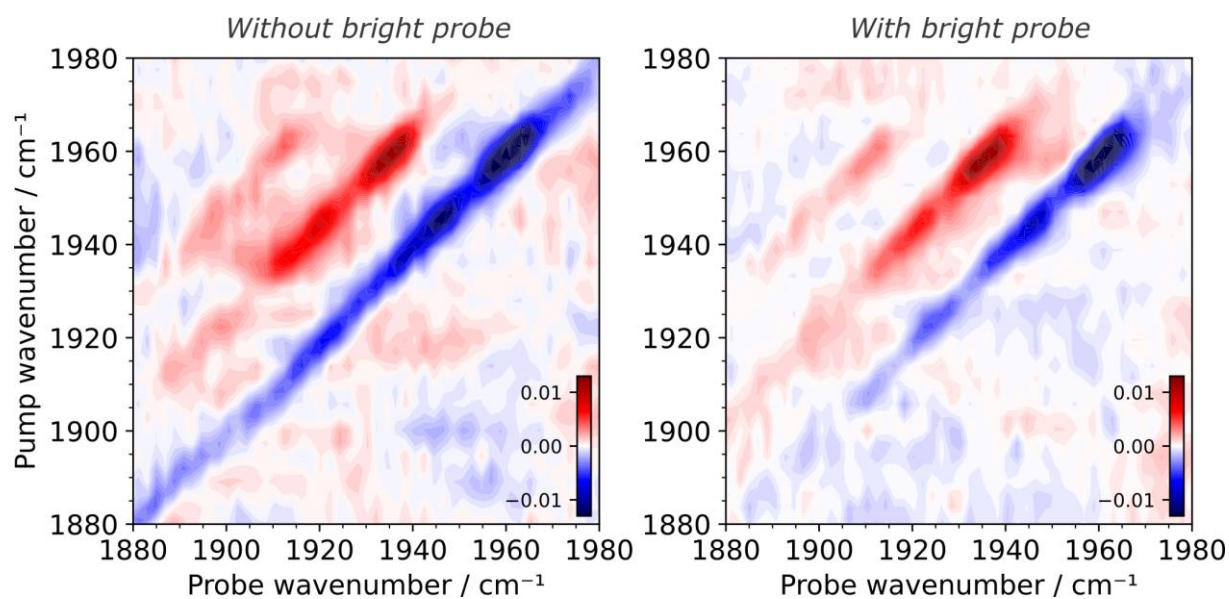 Without bright probe
With bright probe
Pump wavenumber / cm⁻¹
1980
1960
1940
1920
1900
1880
0.01
0.00
−0.01
1880 1900 1920 1940 1960 1980
Probe wavenumber / cm⁻¹
1980
1960
1940
1920
1900
1880
0.01
0.00
−0.01
1880 1900 1920 1940 1960 1980
Probe wavenumber / cm⁻¹